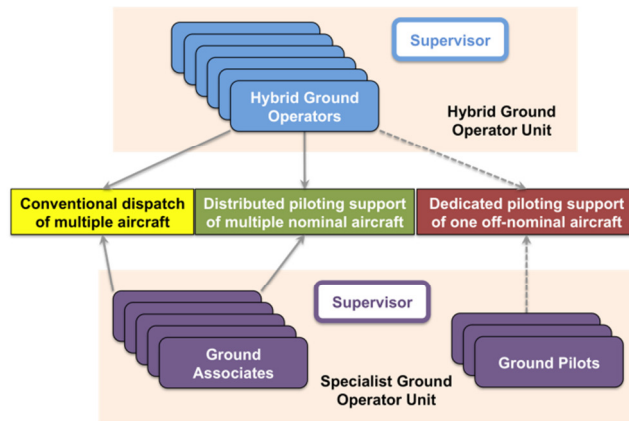 Supervisor
Hybrid Ground
Operators
Hybrid Ground
Operator Unit
Conventional dispatch
of multiple aircraft
Distributed piloting support
of multiple nominal aircraft
Dedicated piloting support
of one off-nominal aircraft
Supervisor
Ground
Associates
Ground Pilots
Specialist Ground
Operator Unit